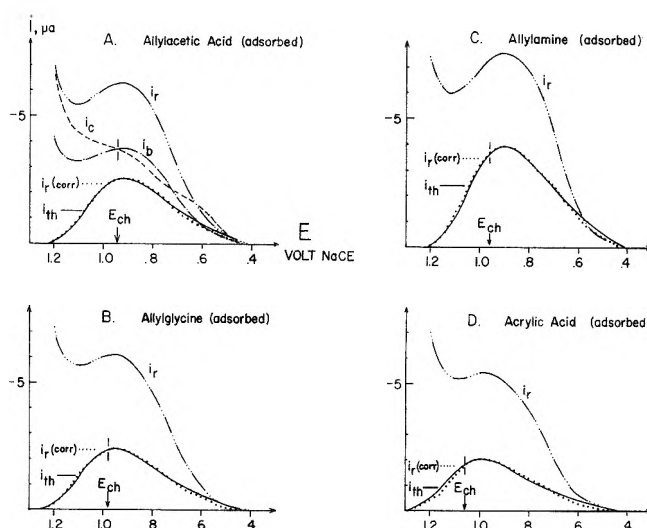 I, μa
A. Allylacetic Acid (adsorbed)
-5
i_r
i_c
i_b
i_r (corr)
i_th
E_ch
E
VOLT NaCE
1.2 1.0 .8 .6 .4
C. Allylamine (adsorbed)
-5
i_r
i_r (corr)
i_th
E_ch
1.2 1.0 .8 .6 .4
B. Allylglycine (adsorbed)
-5
i_r
i_r (corr)
i_th
E_ch
1.2 1.0 .8 .6 .4
D. Acrylic Acid (adsorbed)
-5
i_r
i_r (corr)
i_th
E_ch
1.2 1.0 .8 .6 .4